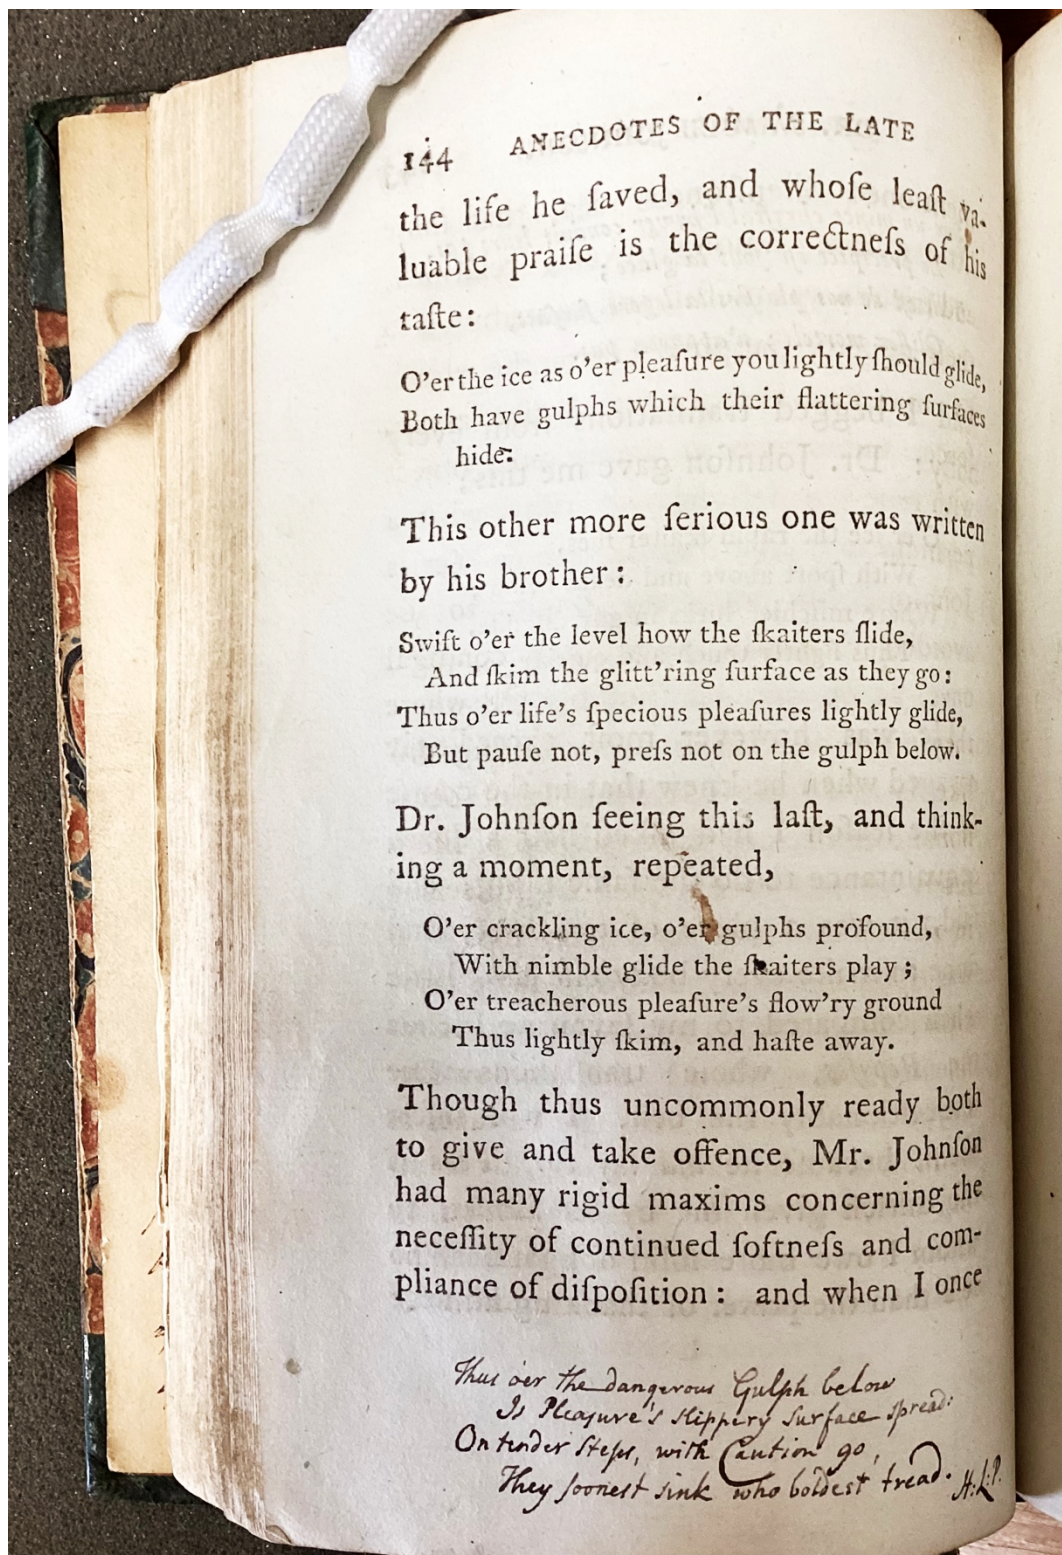 144 ANECDOTES OF THE LATE
the life he ſaved, and whoſe leaſt va-
luable praiſe is the correctneſs of his
taſte:
O'er the ice as o'er pleaſure you lightly ſhould glide,
Both have gulphs which their flattering ſurfaces
hide.
This other more ſerious one was written
by his brother:
Swift o'er the level how the ſkaiters ſlide,
And ſkim the glitt'ring ſurface as they go:
Thus o'er life's ſpecious pleaſures lightly glide,
But pauſe not, preſs not on the gulph below.
Dr. Johnſon ſeeing this laſt, and think-
ing a moment, repeated,
O'er crackling ice, o'er gulphs profound,
With nimble glide the ſkaiters play;
O'er treacherous pleaſure's flow'ry ground
Thus lightly ſkim, and haſte away.
Though thus uncommonly ready both
to give and take offence, Mr. Johnſon
had many rigid maxims concerning the
neceſſity of continued ſoftneſs and com-
pliance of diſpoſition: and when I once
Thus o'er the dangerous Gulph below
Is Pleasure's slippery surface spread:
On tender Steps, with Caution go,
They soonest sink who boldest tread. H:L:P.